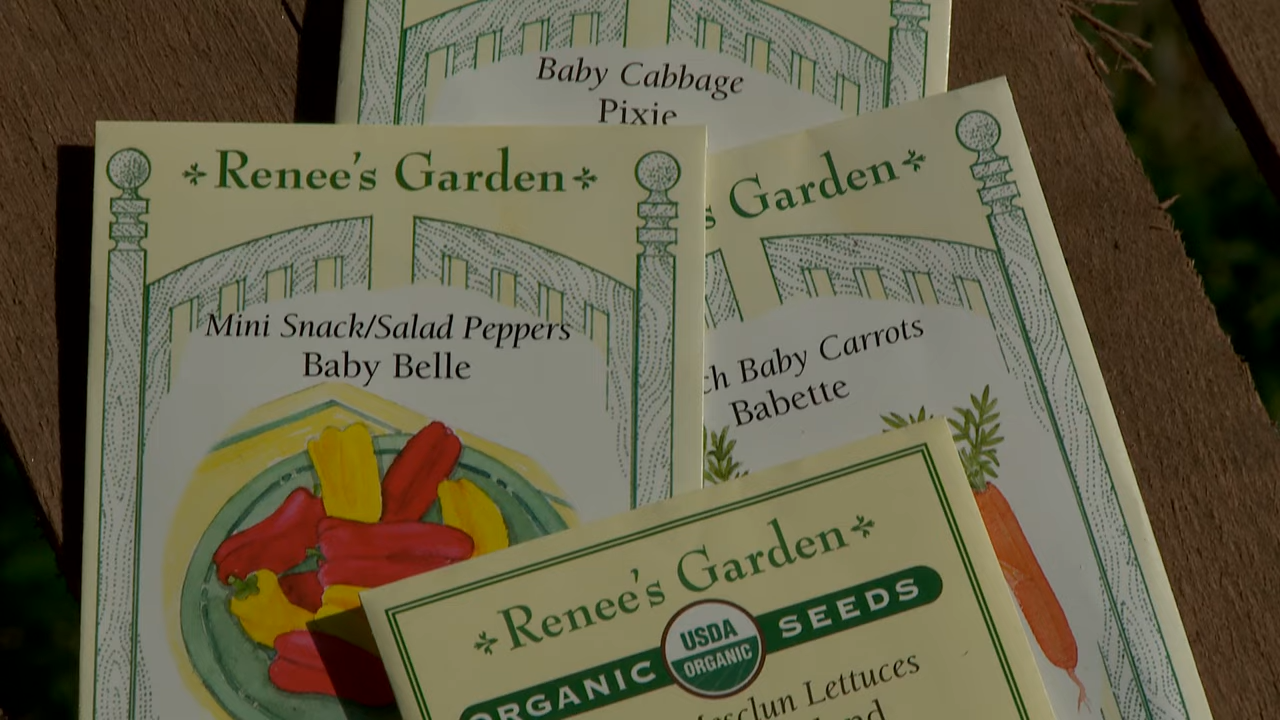 Baby Cabbage
Pixie
Renee's Garden
Mini Snack/Salad Peppers
Baby Belle
Garden
Baby Carrots
Babette
Renee's Garden
ORGANIC SEEDS
USDA
ORGANIC
Lettuces